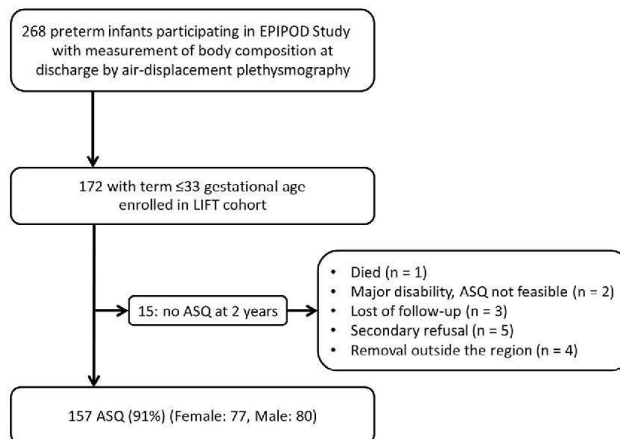 268 preterm infants participating in EPIPOD Study
with measurement of body composition at
discharge by air-displacement plethysmography
172 with term ≤33 gestational age
enrolled in LIFT cohort
15: no ASQ at 2 years
• Died (n = 1)
• Major disability, ASQ not feasible (n = 2)
• Lost of follow-up (n = 3)
• Secondary refusal (n = 5)
• Removal outside the region (n = 4)
157 ASQ (91%) (Female: 77, Male: 80)